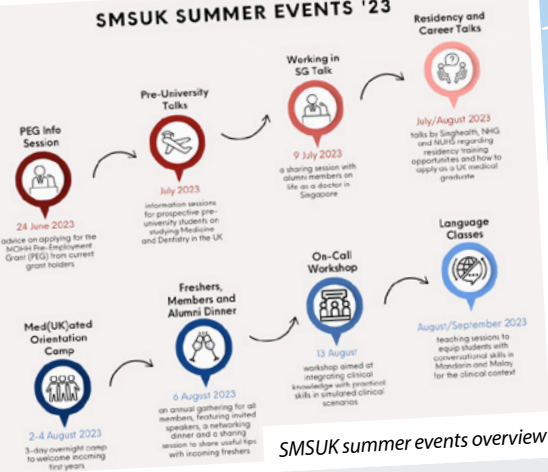 SMSUK SUMMER EVENTS '23
PEG Info
Session
24 June 2023
advice on applying for the
MOHH Pre-Employment
Grant (PEG) from current
grant holders
Pre-University
Talks
July 2023
information sessions
for prospective pre-
university students on
studying Medicine
and Dentistry in the UK
Working in
SG Talk
9 July 2023
a sharing session with
alumni members on
life as a doctor in
Singapore
Residency and
Career Talks
July/August 2023
talks by Singhealth, NHG
and NUHS regarding
residency training
opportunities and how to
apply as a UK medical
graduate
Med(UK)ated
Orientation
Camp
2-4 August 2023
3-day overnight camp
to welcome incoming
first years
Freshers,
Members and
Alumni Dinner
6 August 2023
an annual gathering for all
members, featuring invited
speakers, a networking
dinner and a sharing
session to share useful tips
with incoming freshers
On-Call
Workshop
13 August
workshop aimed at
integrating clinical
knowledge with practical
skills in simulated clinical
scenarios
Language
Classes
August/September 2023
teaching sessions to
equip students with
conversational skills in
Mandarin and Malay
for the clinical context
SMSUK summer events overview